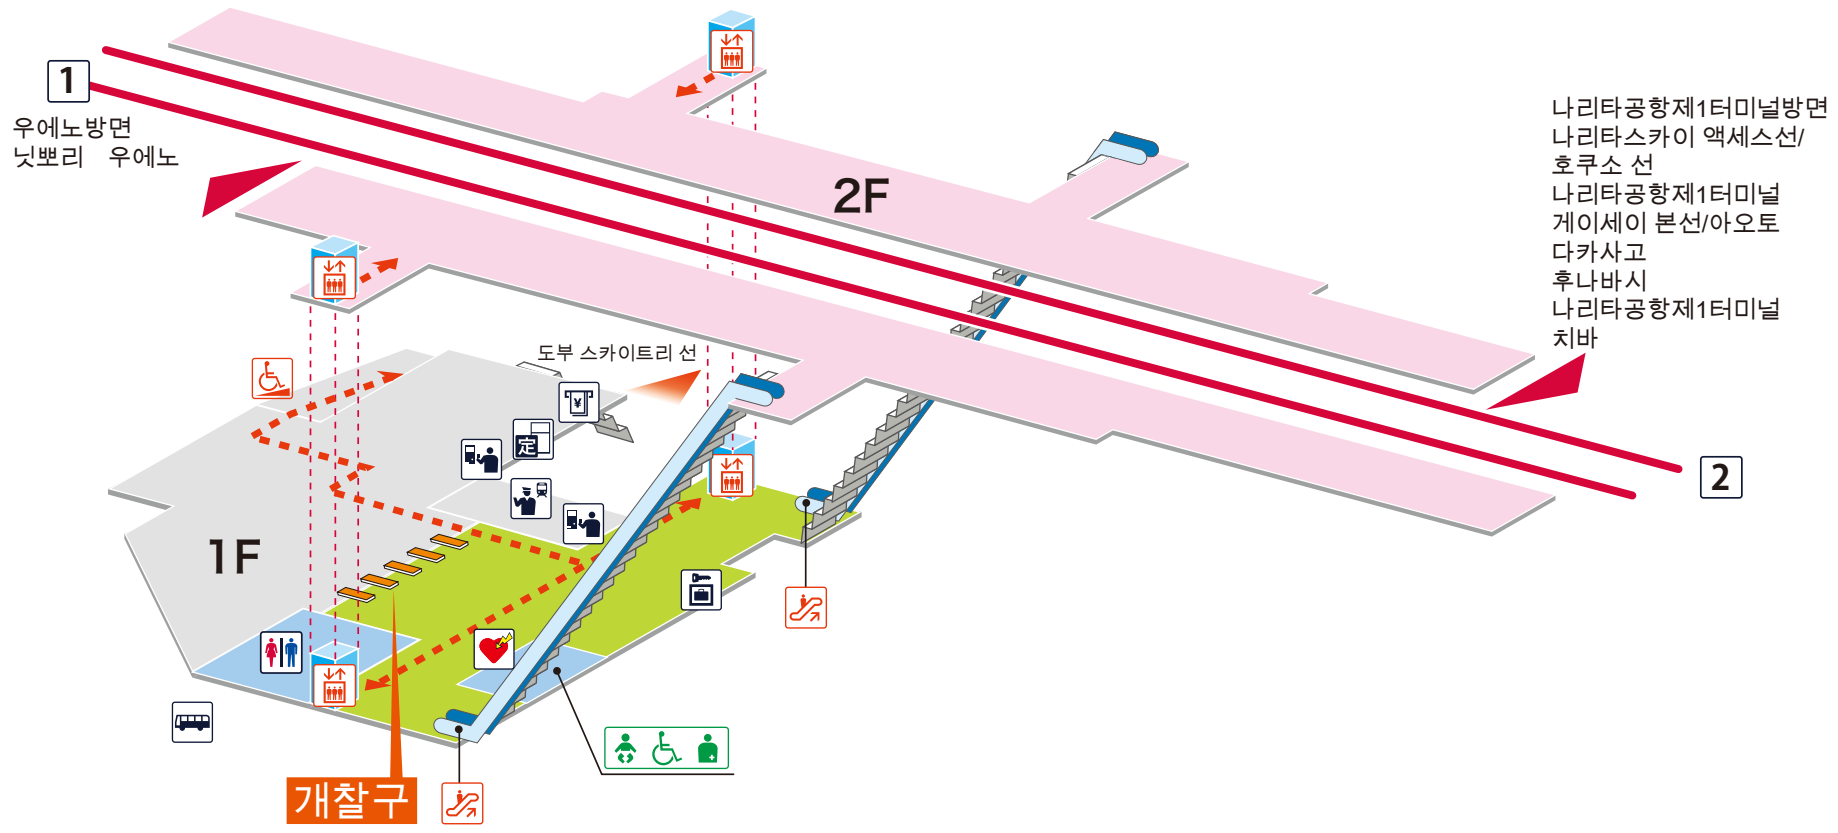 1
우에노방면
닛뽀리 우에노
2F
나리타공항제1터미널방면
나리타스카이 액세스선/
호쿠소 선
나리타공항제1터미널
게이세이 본선/아오토
다카사고
후나바시
나리타공항제1터미널
치바
도부 스카이트리 선
¥
定
2
1F
개찰구